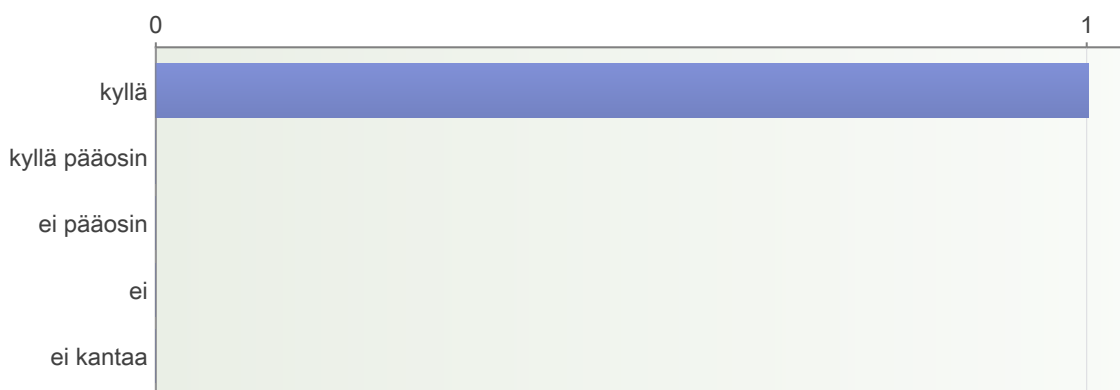 0 1
kyllä
kyllä pääosin
ei pääosin
ei
ei kantaa